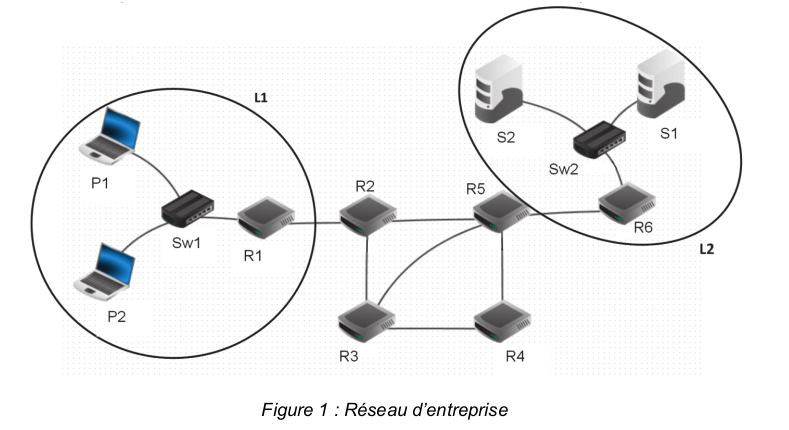 L1
P1
Sw1
P2
R1
R2
R5
R3
R4
S2
S1
Sw2
R6
L2
Figure 1 : Réseau d'entreprise